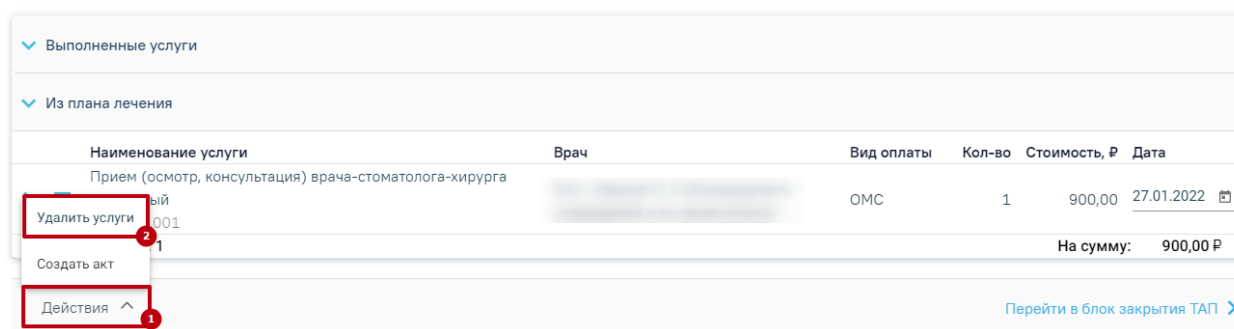 Выполненные услуги
Из плана лечения
Наименование услуги Врач Вид оплаты Кол-во Стоимость, ₽ Дата
Прием (осмотр, консультация) врача-стоматолога-хирурга
ый ОМС 1 900,00 27.01.2022
Удалить услуги 001
2
1 На сумму: 900,00 ₽
Создать акт
Действия Перейти в блок закрытия ТАП
1